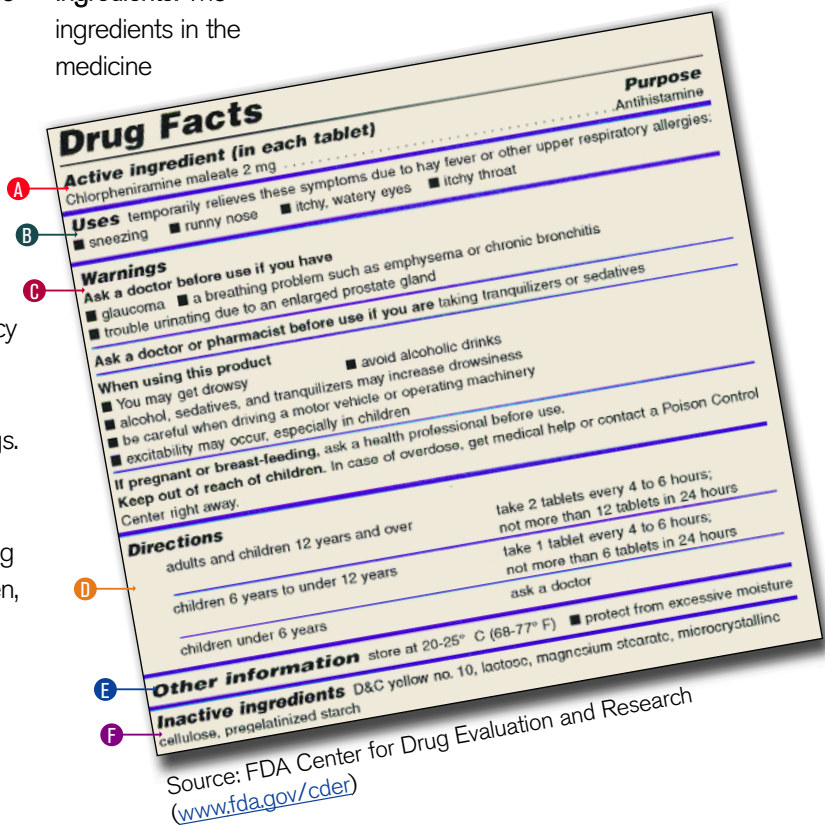 ingredients in the
medicine
cy
gs.
ng
en,
Drug Facts
Active ingredient (in each tablet)
Purpose
Chlorpheniramine maleate 2 mg
Antihistamine
A
Uses temporarily relieves these symptoms due to hay fever or other upper respiratory allergies:
B
■ sneezing ■ runny nose ■ itchy, watery eyes ■ itchy throat
Warnings
C
Ask a doctor before use if you have
■ glaucoma ■ a breathing problem such as emphysema or chronic bronchitis
■ trouble urinating due to an enlarged prostate gland
Ask a doctor or pharmacist before use if you are taking tranquilizers or sedatives
When using this product
■ You may get drowsy ■ avoid alcoholic drinks
■ alcohol, sedatives, and tranquilizers may increase drowsiness
■ be careful when driving a motor vehicle or operating machinery
■ excitability may occur, especially in children
If pregnant or breast-feeding, ask a health professional before use.
Keep out of reach of children. In case of overdose, get medical help or contact a Poison Control
Center right away.
Directions
D
adults and children 12 years and over
take 2 tablets every 4 to 6 hours;
not more than 12 tablets in 24 hours
children 6 years to under 12 years
take 1 tablet every 4 to 6 hours;
not more than 6 tablets in 24 hours
children under 6 years
ask a doctor
E
Other information store at 20-25° C (68-77° F) ■ protect from excessive moisture
F
Inactive ingredients D&C yellow no. 10, lactose, magnesium stearate, microcrystalline
cellulose, pregelatinized starch
Source: FDA Center for Drug Evaluation and Research
(www.fda.gov/cder)